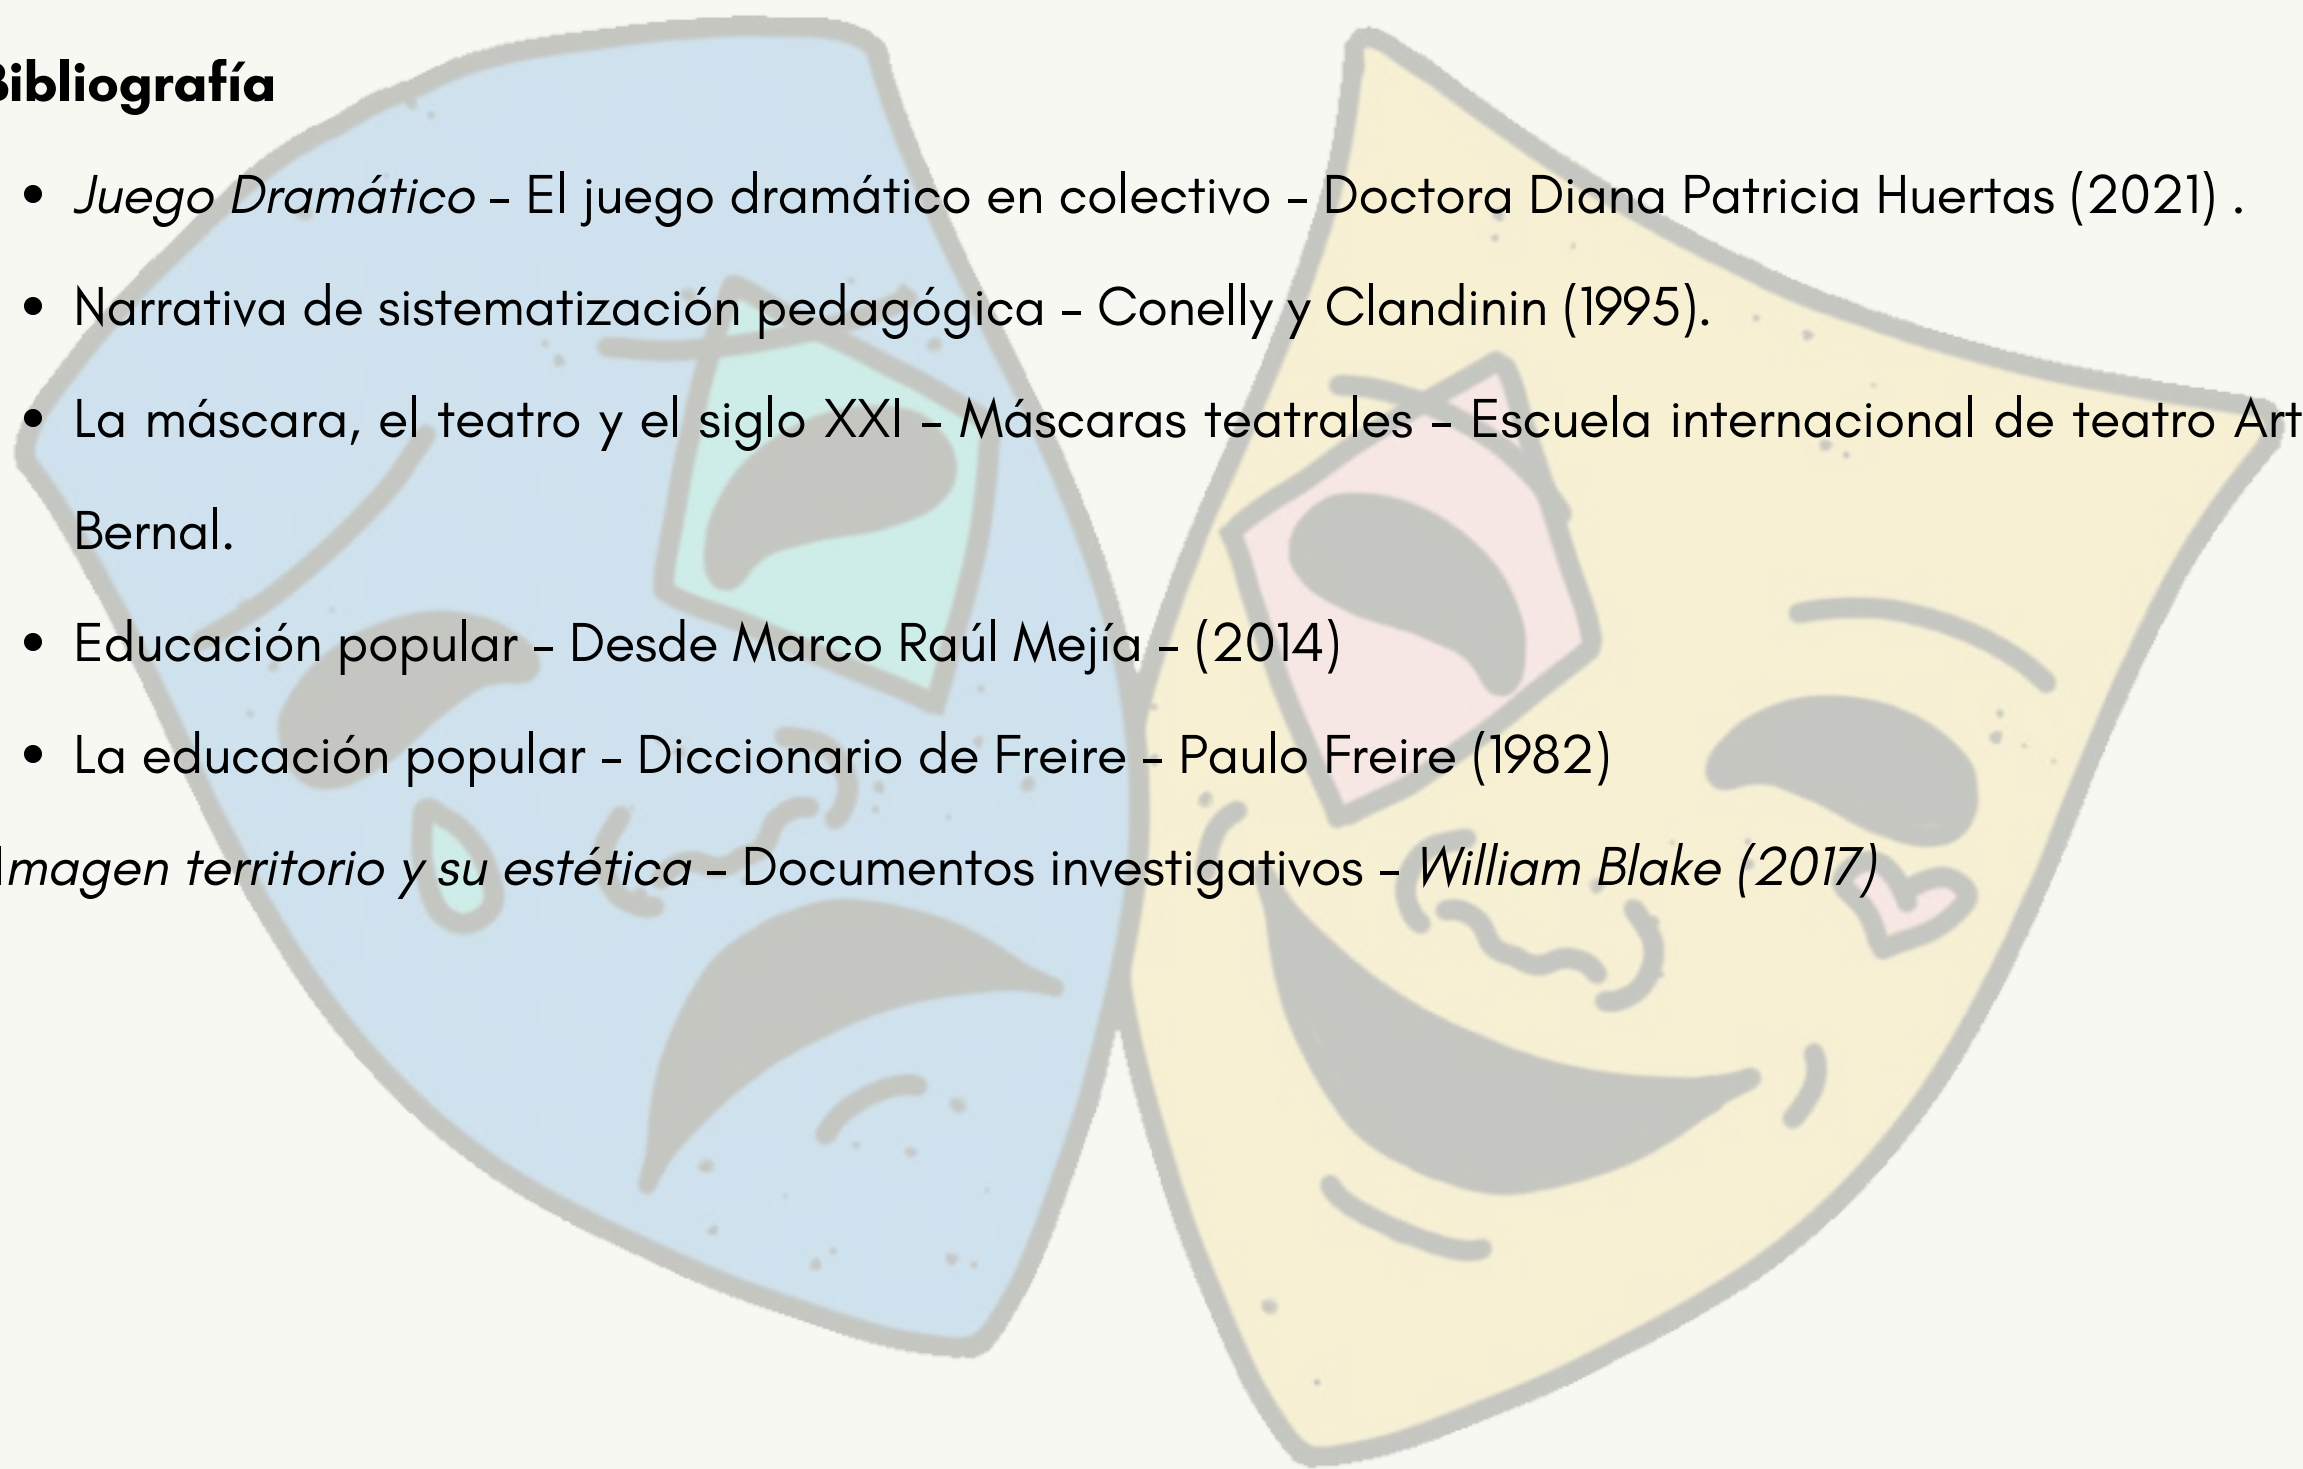 Bibliografía
• Juego Dramático – El juego dramático en colectivo – Doctora Diana Patricia Huertas (2021) .
• Narrativa de sistematización pedagógica – Conelly y Clandinin (1995).
• La máscara, el teatro y el siglo XXI – Máscaras teatrales – Escuela internacional de teatro Art
Bernal.
• Educación popular – Desde Marco Raúl Mejía – (2014)
• La educación popular – Diccionario de Freire – Paulo Freire (1982)
Imagen territorio y su estética – Documentos investigativos – William Blake (2017)